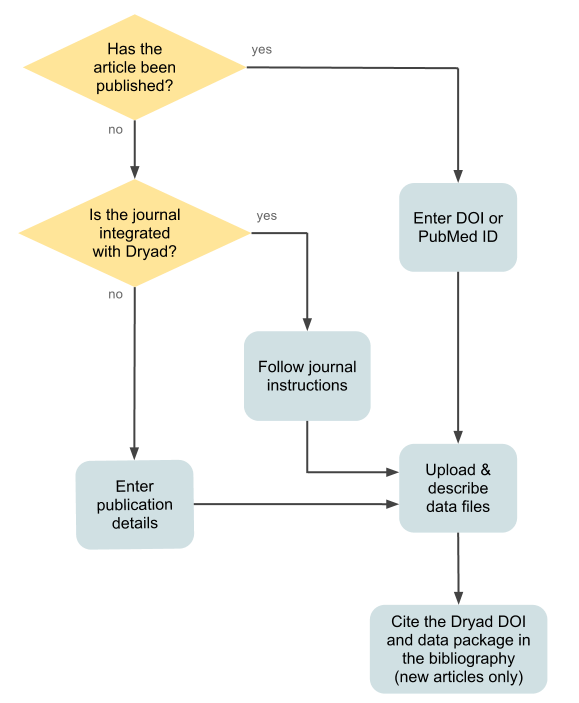 Has the
article been
published?
yes
no
Is the journal
integrated
with Dryad?
yes
no
Enter DOI or
PubMed ID
Follow journal
instructions
Enter
publication
details
Upload &
describe
data files
Cite the Dryad DOI
and data package in
the bibliography
(new articles only)